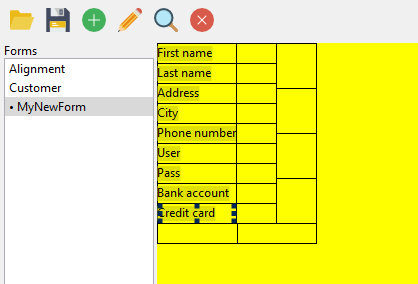 Forms
Alignment
Customer
• MyNewForm
First name
Last name
Address
City
Phone number
User
Pass
Bank account
Credit card